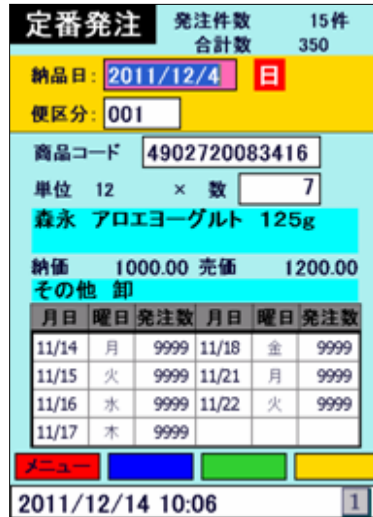 定番発注 発注件数 15件
合計数 350
納品日: 2011/12/4 日
便区分: 001
商品コード 4902720083416
単位 12 × 数 7
森永 アロエヨーグルト 125g
納価 1000.00 売価 1200.00
その他 卸
月日 曜日 発注数 月日 曜日 発注数
11/14 月 9999 11/18 金 9999
11/15 火 9999 11/21 月 9999
11/16 水 9999 11/22 火 9999
11/17 木 9999
メニュー
2011/12/14 10:06 1